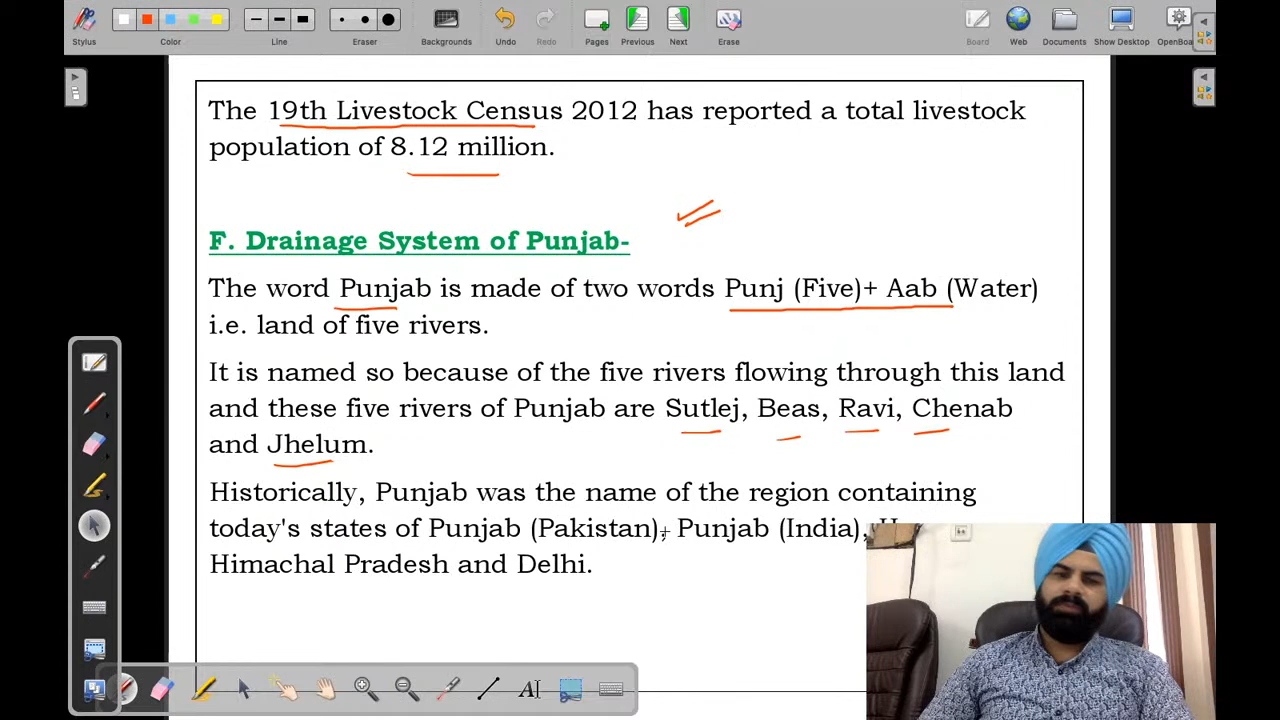 Stylus
Color
Line
Eraser
Backgrounds
Undo
Redo
Pages
Previous
Next
Erase
Board
Web
Documents
Show Desktop
OpenBoa
The 19th Livestock Census 2012 has reported a total livestock
population of 8.12 million.
F. Drainage System of Punjab-
The word Punjab is made of two words Punj (Five)+ Aab (Water)
i.e. land of five rivers.
It is named so because of the five rivers flowing through this land
and these five rivers of Punjab are Sutlej, Beas, Ravi, Chenab
and Jhelum.
Historically, Punjab was the name of the region containing
today's states of Punjab (Pakistan), Punjab (India),
Himachal Pradesh and Delhi.
AI